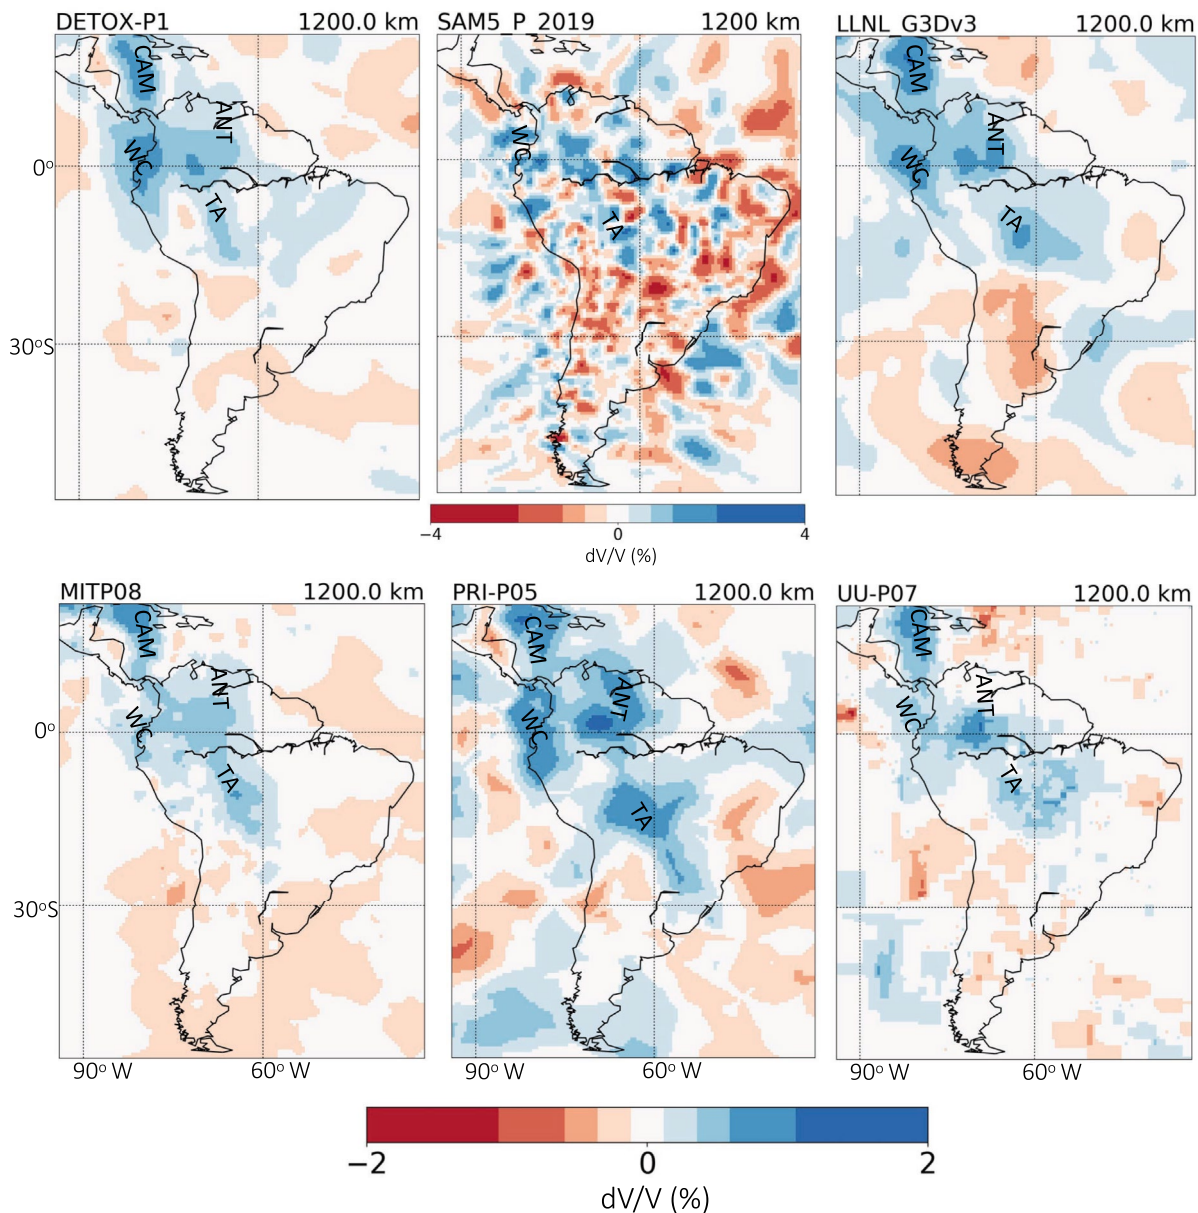 DETOX-P1 1200.0 km
SAM5_P_2019 1200 km
LLNL_G3Dv3 1200.0 km
CAM
ANT
WC
TA
WC
TA
CAM
ANT
WC
TA
0°
30°S
−4 0 4
dV/V (%)
MITP08 1200.0 km
PRI-P05 1200.0 km
UU-P07 1200.0 km
CAM
ANT
WC
TA
CAM
ANT
WC
TA
CAM
ANT
WC
TA
0°
30°S
90° W 60° W 90° W 60° W 90° W 60° W
−2 0 2
dV/V (%)